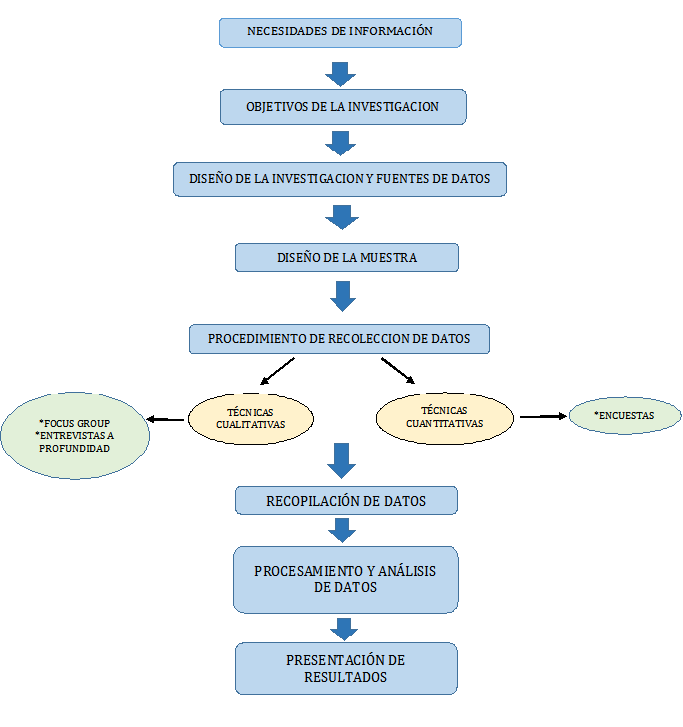 NECESIDADES DE INFORMACIÓN
OBJETIVOS DE LA INVESTIGACION
DISEÑO DE LA INVESTIGACION Y FUENTES DE DATOS
DISEÑO DE LA MUESTRA
PROCEDIMIENTO DE RECOLECCION DE DATOS
TÉCNICAS
CUALITATIVAS
*FOCUS GROUP
*ENTREVISTAS A
PROFUNDIDAD
TÉCNICAS
CUANTITATIVAS
*ENCUESTAS
RECOPILACIÓN DE DATOS
PROCESAMIENTO Y ANÁLISIS
DE DATOS
PRESENTACIÓN DE
RESULTADOS